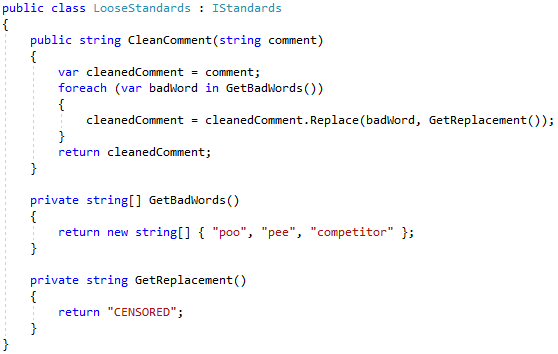 public class LooseStandards : IStandards
{
    public string CleanComment(string comment)
    {
        var cleanedComment = comment;
        foreach (var badWord in GetBadWords())
        {
            cleanedComment = cleanedComment.Replace(badWord, GetReplacement());
        }
        return cleanedComment;
    }

    private string[] GetBadWords()
    {
        return new string[] { "poo", "pee", "competitor" };
    }

    private string GetReplacement()
    {
        return "CENSORED";
    }
}